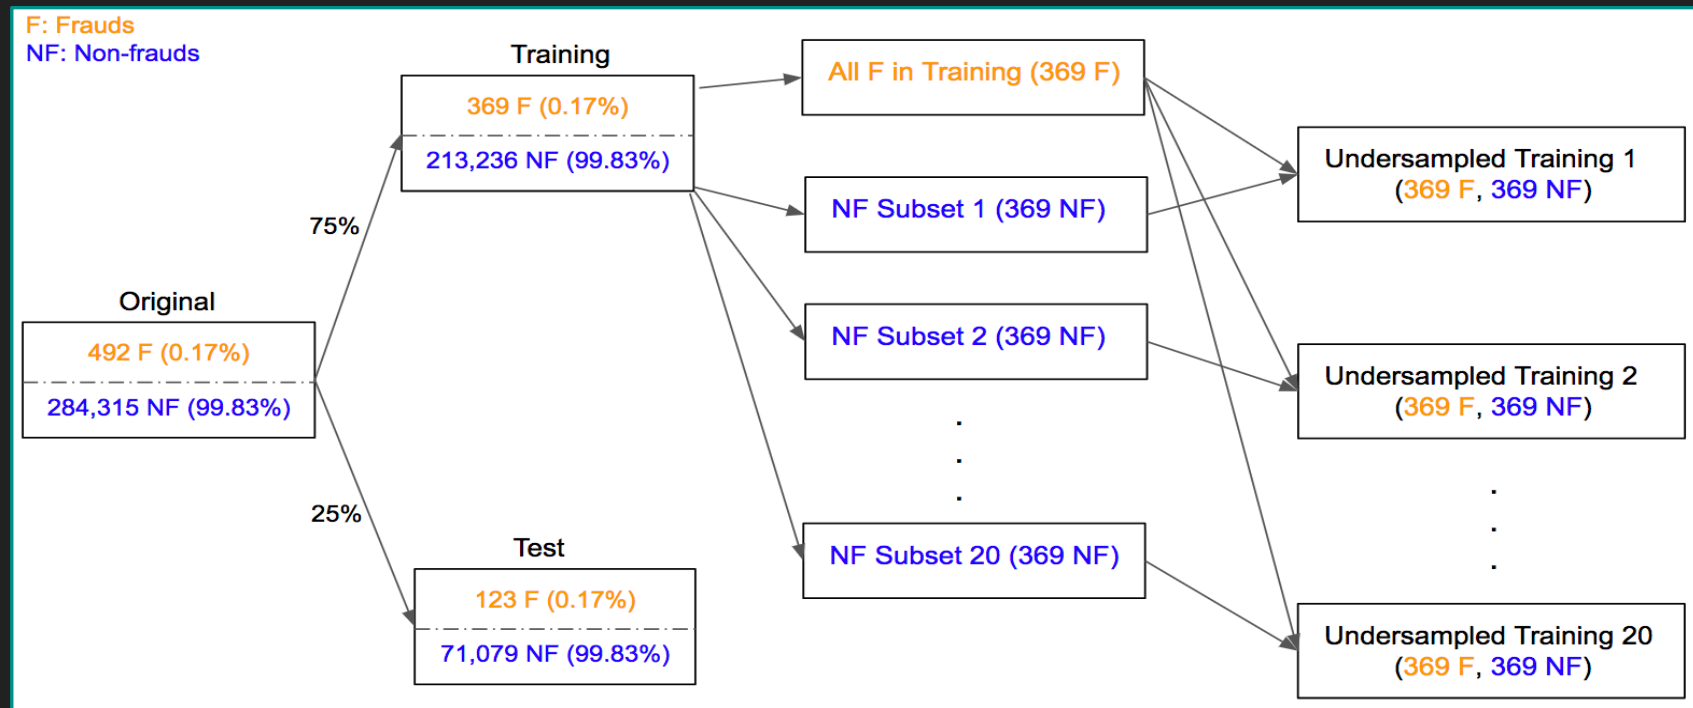 F: Frauds
NF: Non-frauds
Training
369 F (0.17%)
213,236 NF (99.83%)
All F in Training (369 F)
NF Subset 1 (369 NF)
Undersampled Training 1
(369 F, 369 NF)
75%
Original
492 F (0.17%)
284,315 NF (99.83%)
NF Subset 2 (369 NF)
Undersampled Training 2
(369 F, 369 NF)
.
.
.
25%
Test
123 F (0.17%)
71,079 NF (99.83%)
NF Subset 20 (369 NF)
.
.
.
Undersampled Training 20
(369 F, 369 NF)